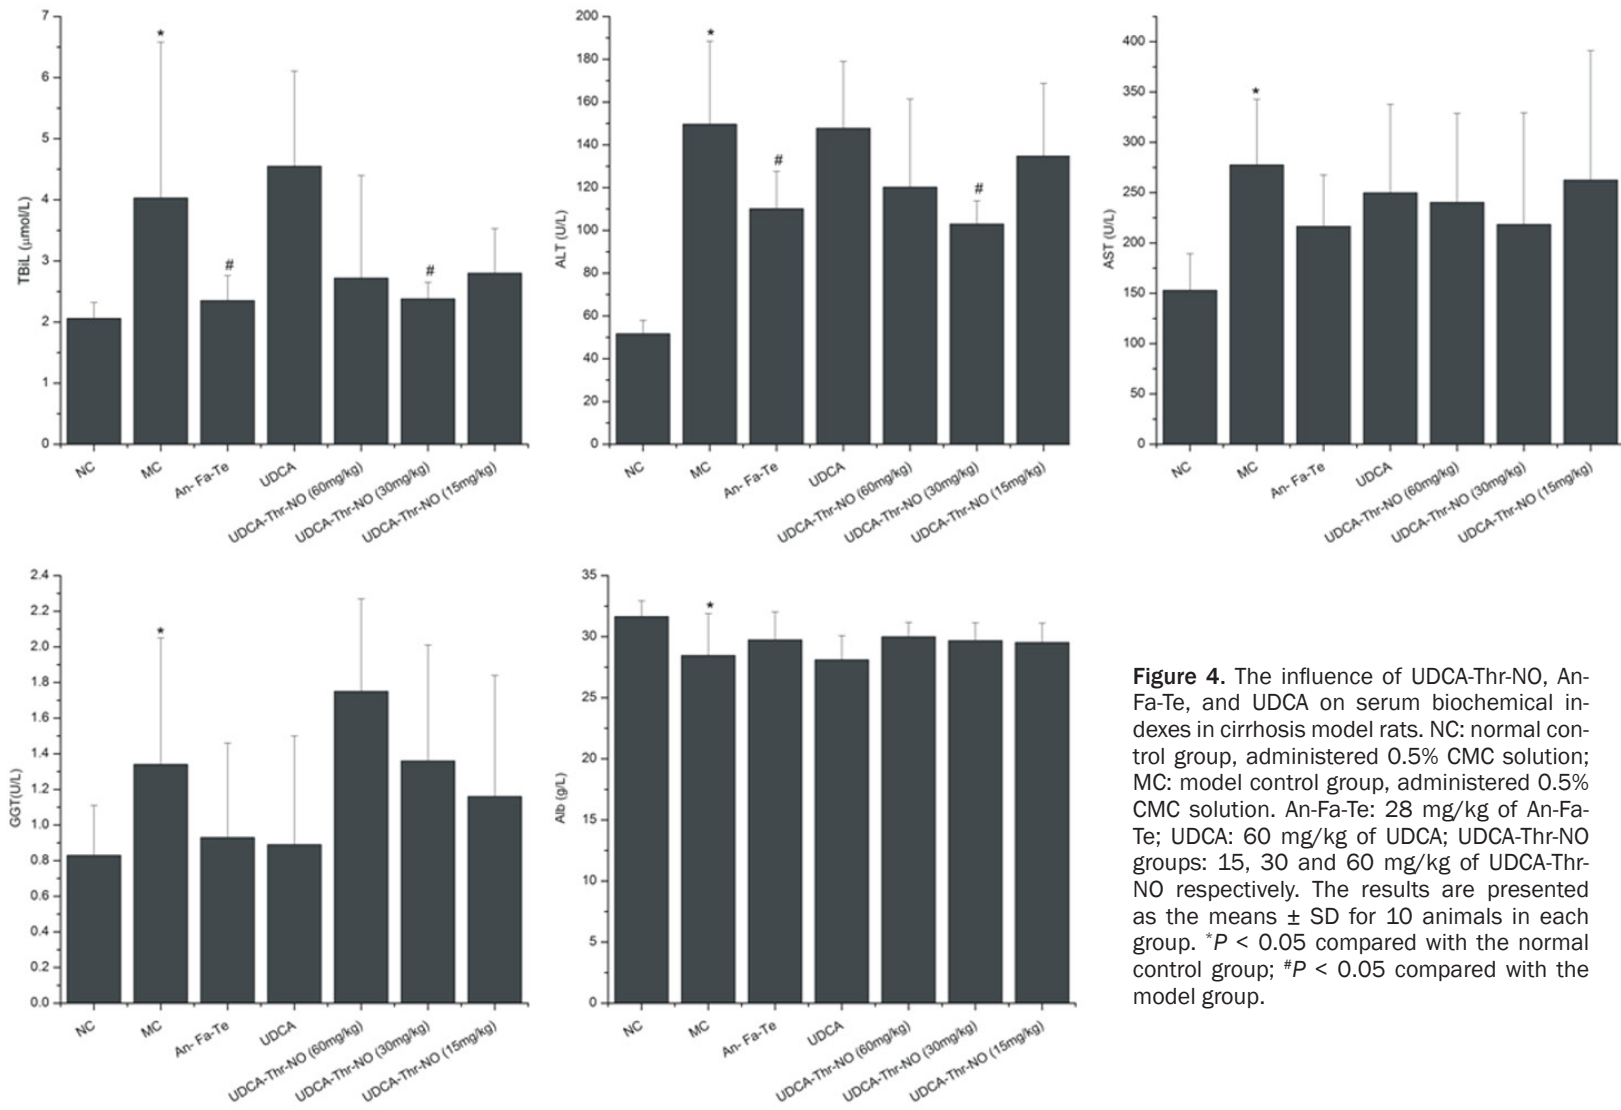 7
6
5
4
3
2
1
0
TBiL (μmol/L)
*
#
#
NC
MC
An- Fa-Te
UDCA
UDCA-Thr-NO (60mg/kg)
UDCA-Thr-NO (30mg/kg)
UDCA-Thr-NO (15mg/kg)
200
180
160
140
120
100
80
60
40
20
0
ALT (U/L)
*
#
#
NC
MC
An- Fa-Te
UDCA
UDCA-Thr-NO (60mg/kg)
UDCA-Thr-NO (30mg/kg)
UDCA-Thr-NO (15mg/kg)
400
350
300
250
200
150
100
50
0
AST (U/L)
*
NC
MC
An- Fa-Te
UDCA
UDCA-Thr-NO (60mg/kg)
UDCA-Thr-NO (30mg/kg)
UDCA-Thr-NO (15mg/kg)
2.4
2.2
2.0
1.8
1.6
1.4
1.2
1.0
0.8
0.6
0.4
0.2
0.0
GGT(U/L)
*
NC
MC
An- Fa-Te
UDCA
UDCA-Thr-NO (60mg/kg)
UDCA-Thr-NO (30mg/kg)
UDCA-Thr-NO (15mg/kg)
35
30
25
20
15
10
5
0
Alb (g/L)
*
NC
MC
An- Fa-Te
UDCA
UDCA-Thr-NO (60mg/kg)
UDCA-Thr-NO (30mg/kg)
UDCA-Thr-NO (15mg/kg)
Figure 4. The influence of UDCA-Thr-NO, An-
Fa-Te, and UDCA on serum biochemical in-
dexes in cirrhosis model rats. NC: normal con-
trol group, administered 0.5% CMC solution;
MC: model control group, administered 0.5%
CMC solution. An-Fa-Te: 28 mg/kg of An-Fa-
Te; UDCA: 60 mg/kg of UDCA; UDCA-Thr-NO
groups: 15, 30 and 60 mg/kg of UDCA-Thr-
NO respectively. The results are presented
as the means ± SD for 10 animals in each
group. *P < 0.05 compared with the normal
control group; #P < 0.05 compared with the
model group.